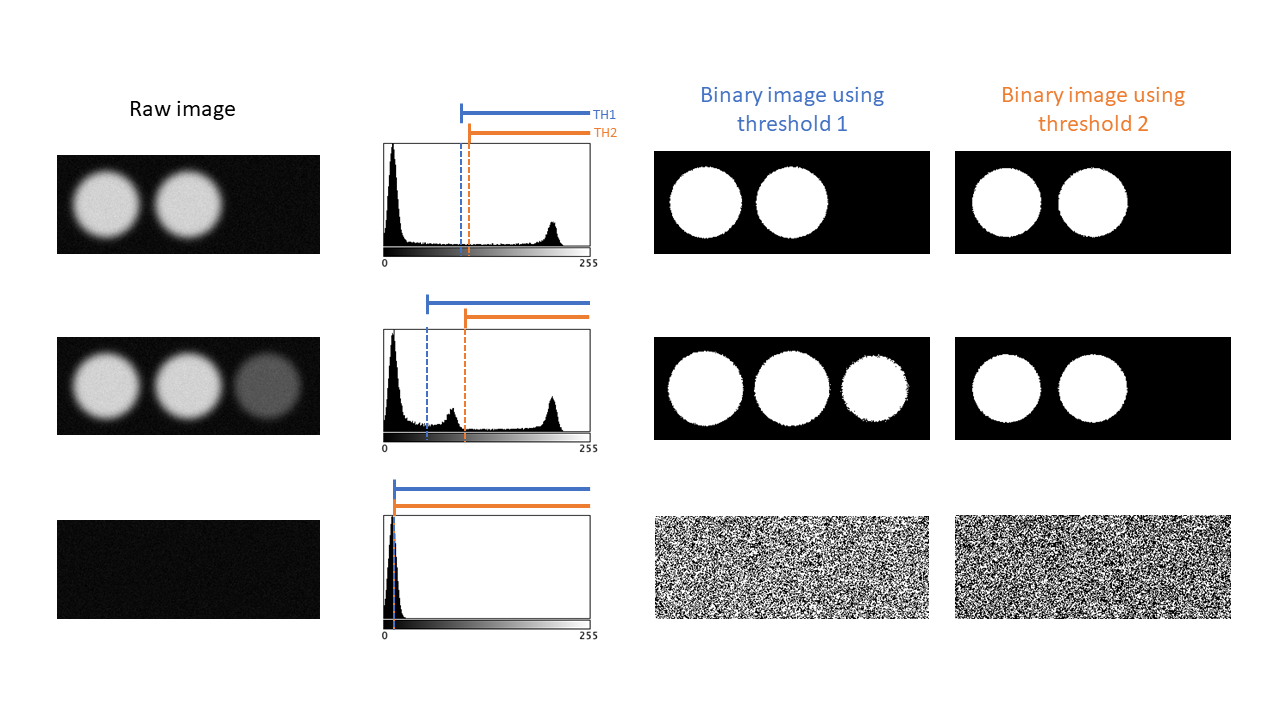 Raw image
Binary image using
threshold 1
Binary image using
threshold 2
TH1
TH2
0
255
0
255
0
255